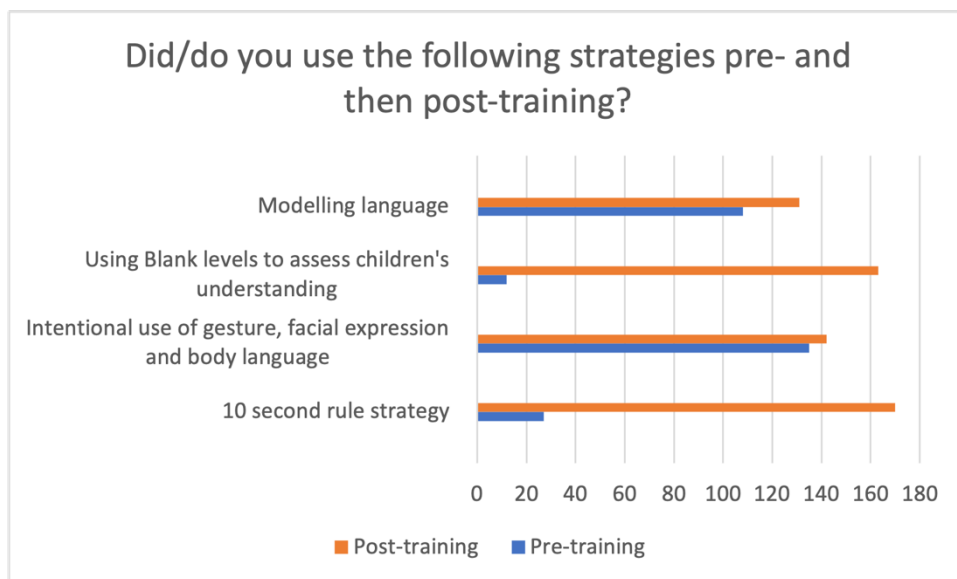 Did/do you use the following strategies pre- and
then post-training?
Modelling language
Using Blank levels to assess children's
understanding
Intentional use of gesture, facial expression
and body language
10 second rule strategy
0 20 40 60 80 100 120 140 160 180
Post-training Pre-training